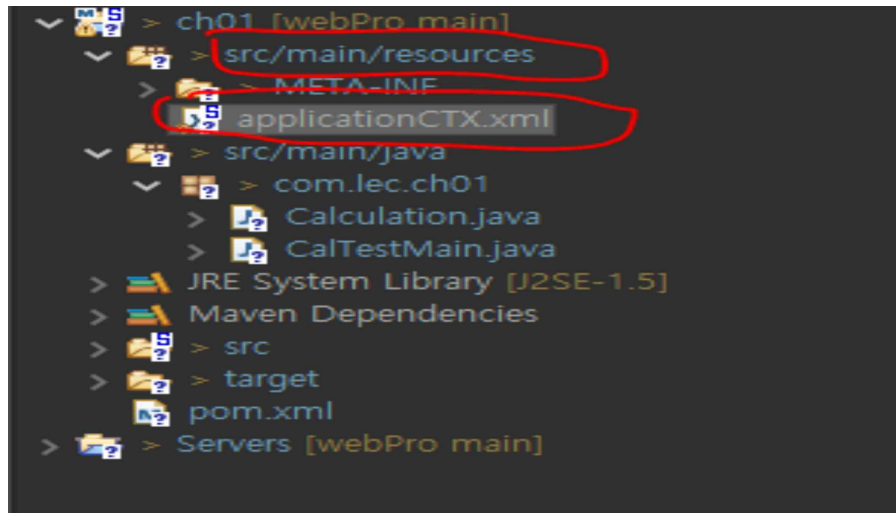 > ch01 [webPro main]
> src/main/resources
> META-INF
applicationCTX.xml
> src/main/java
> com.lec.ch01
> Calculation.java
> CalTestMain.java
> JRE System Library [J2SE-1.5]
> Maven Dependencies
> > src
> > target
pom.xml
> > Servers [webPro main]